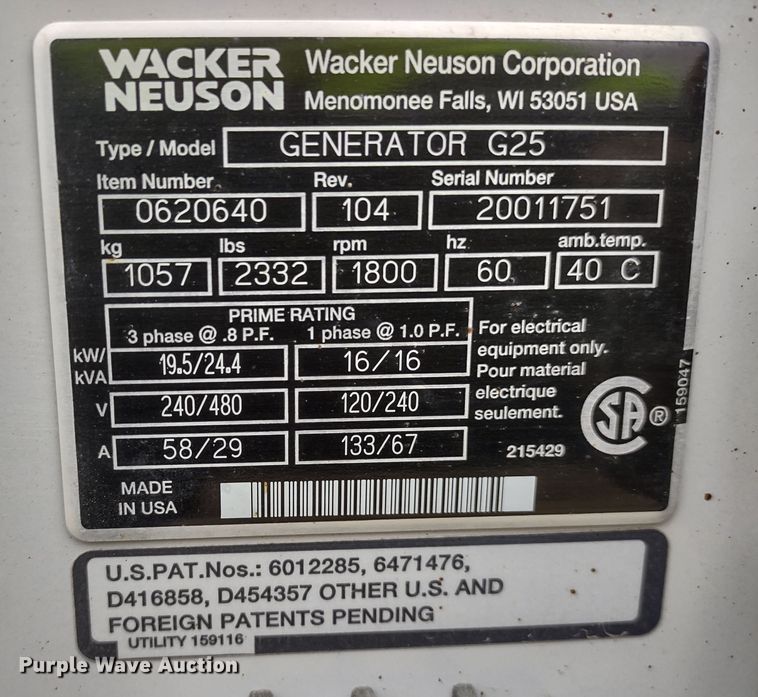 WACKER NEUSON
Wacker Neuson Corporation
Menomonee Falls, WI 53051 USA
Type / Model GENERATOR G25
Item Number Rev. Serial Number
0620640 104 20011751
kg lbs rpm hz amb.temp.
1057 2332 1800 60 40 C
PRIME RATING
3 phase @ .8 P.F. 1 phase @ 1.0 P.F.
kW/kVA 19.5/24.4 16/16
V 240/480 120/240
A 58/29 133/67
For electrical
equipment only.
Pour material
electrique
seulement.
SA ®
159047
215429
MADE
IN USA
U.S.PAT.Nos.: 6012285, 6471476,
D416858, D454357 OTHER U.S. AND
FOREIGN PATENTS PENDING
UTILITY 159116
Purple Wave Auction